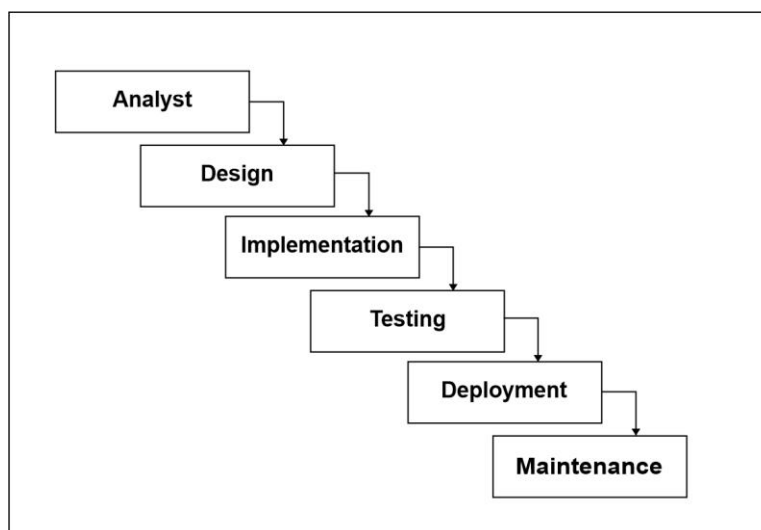 Analyst
Design
Implementation
Testing
Deployment
Maintenance